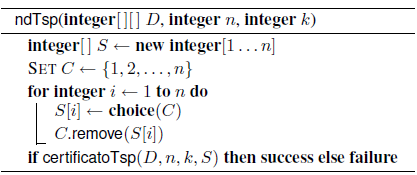 ndTsp(integer[][] D, integer n, integer k)
integer[] S ← new integer[1...n]
SET C ← {1, 2, ..., n}
for integer i ← 1 to n do
S[i] ← choice(C)
C.remove(S[i])
if certificatoTsp(D, n, k, S) then success else failure